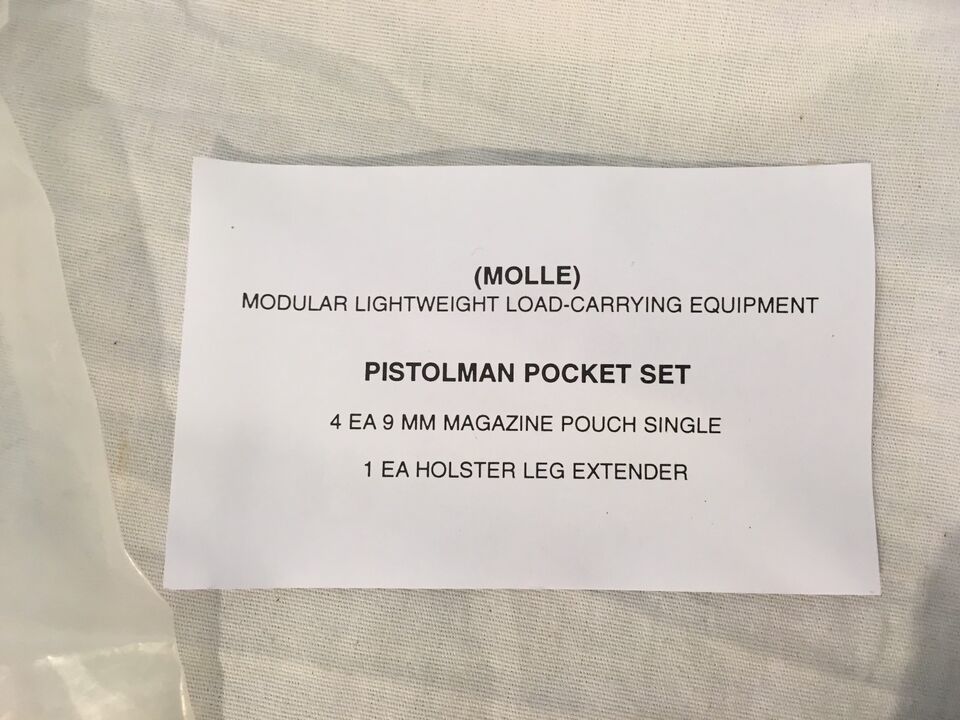 (MOLLE)
MODULAR LIGHTWEIGHT LOAD-CARRYING EQUIPMENT
PISTOLMAN POCKET SET
4 EA 9 MM MAGAZINE POUCH SINGLE
1 EA HOLSTER LEG EXTENDER